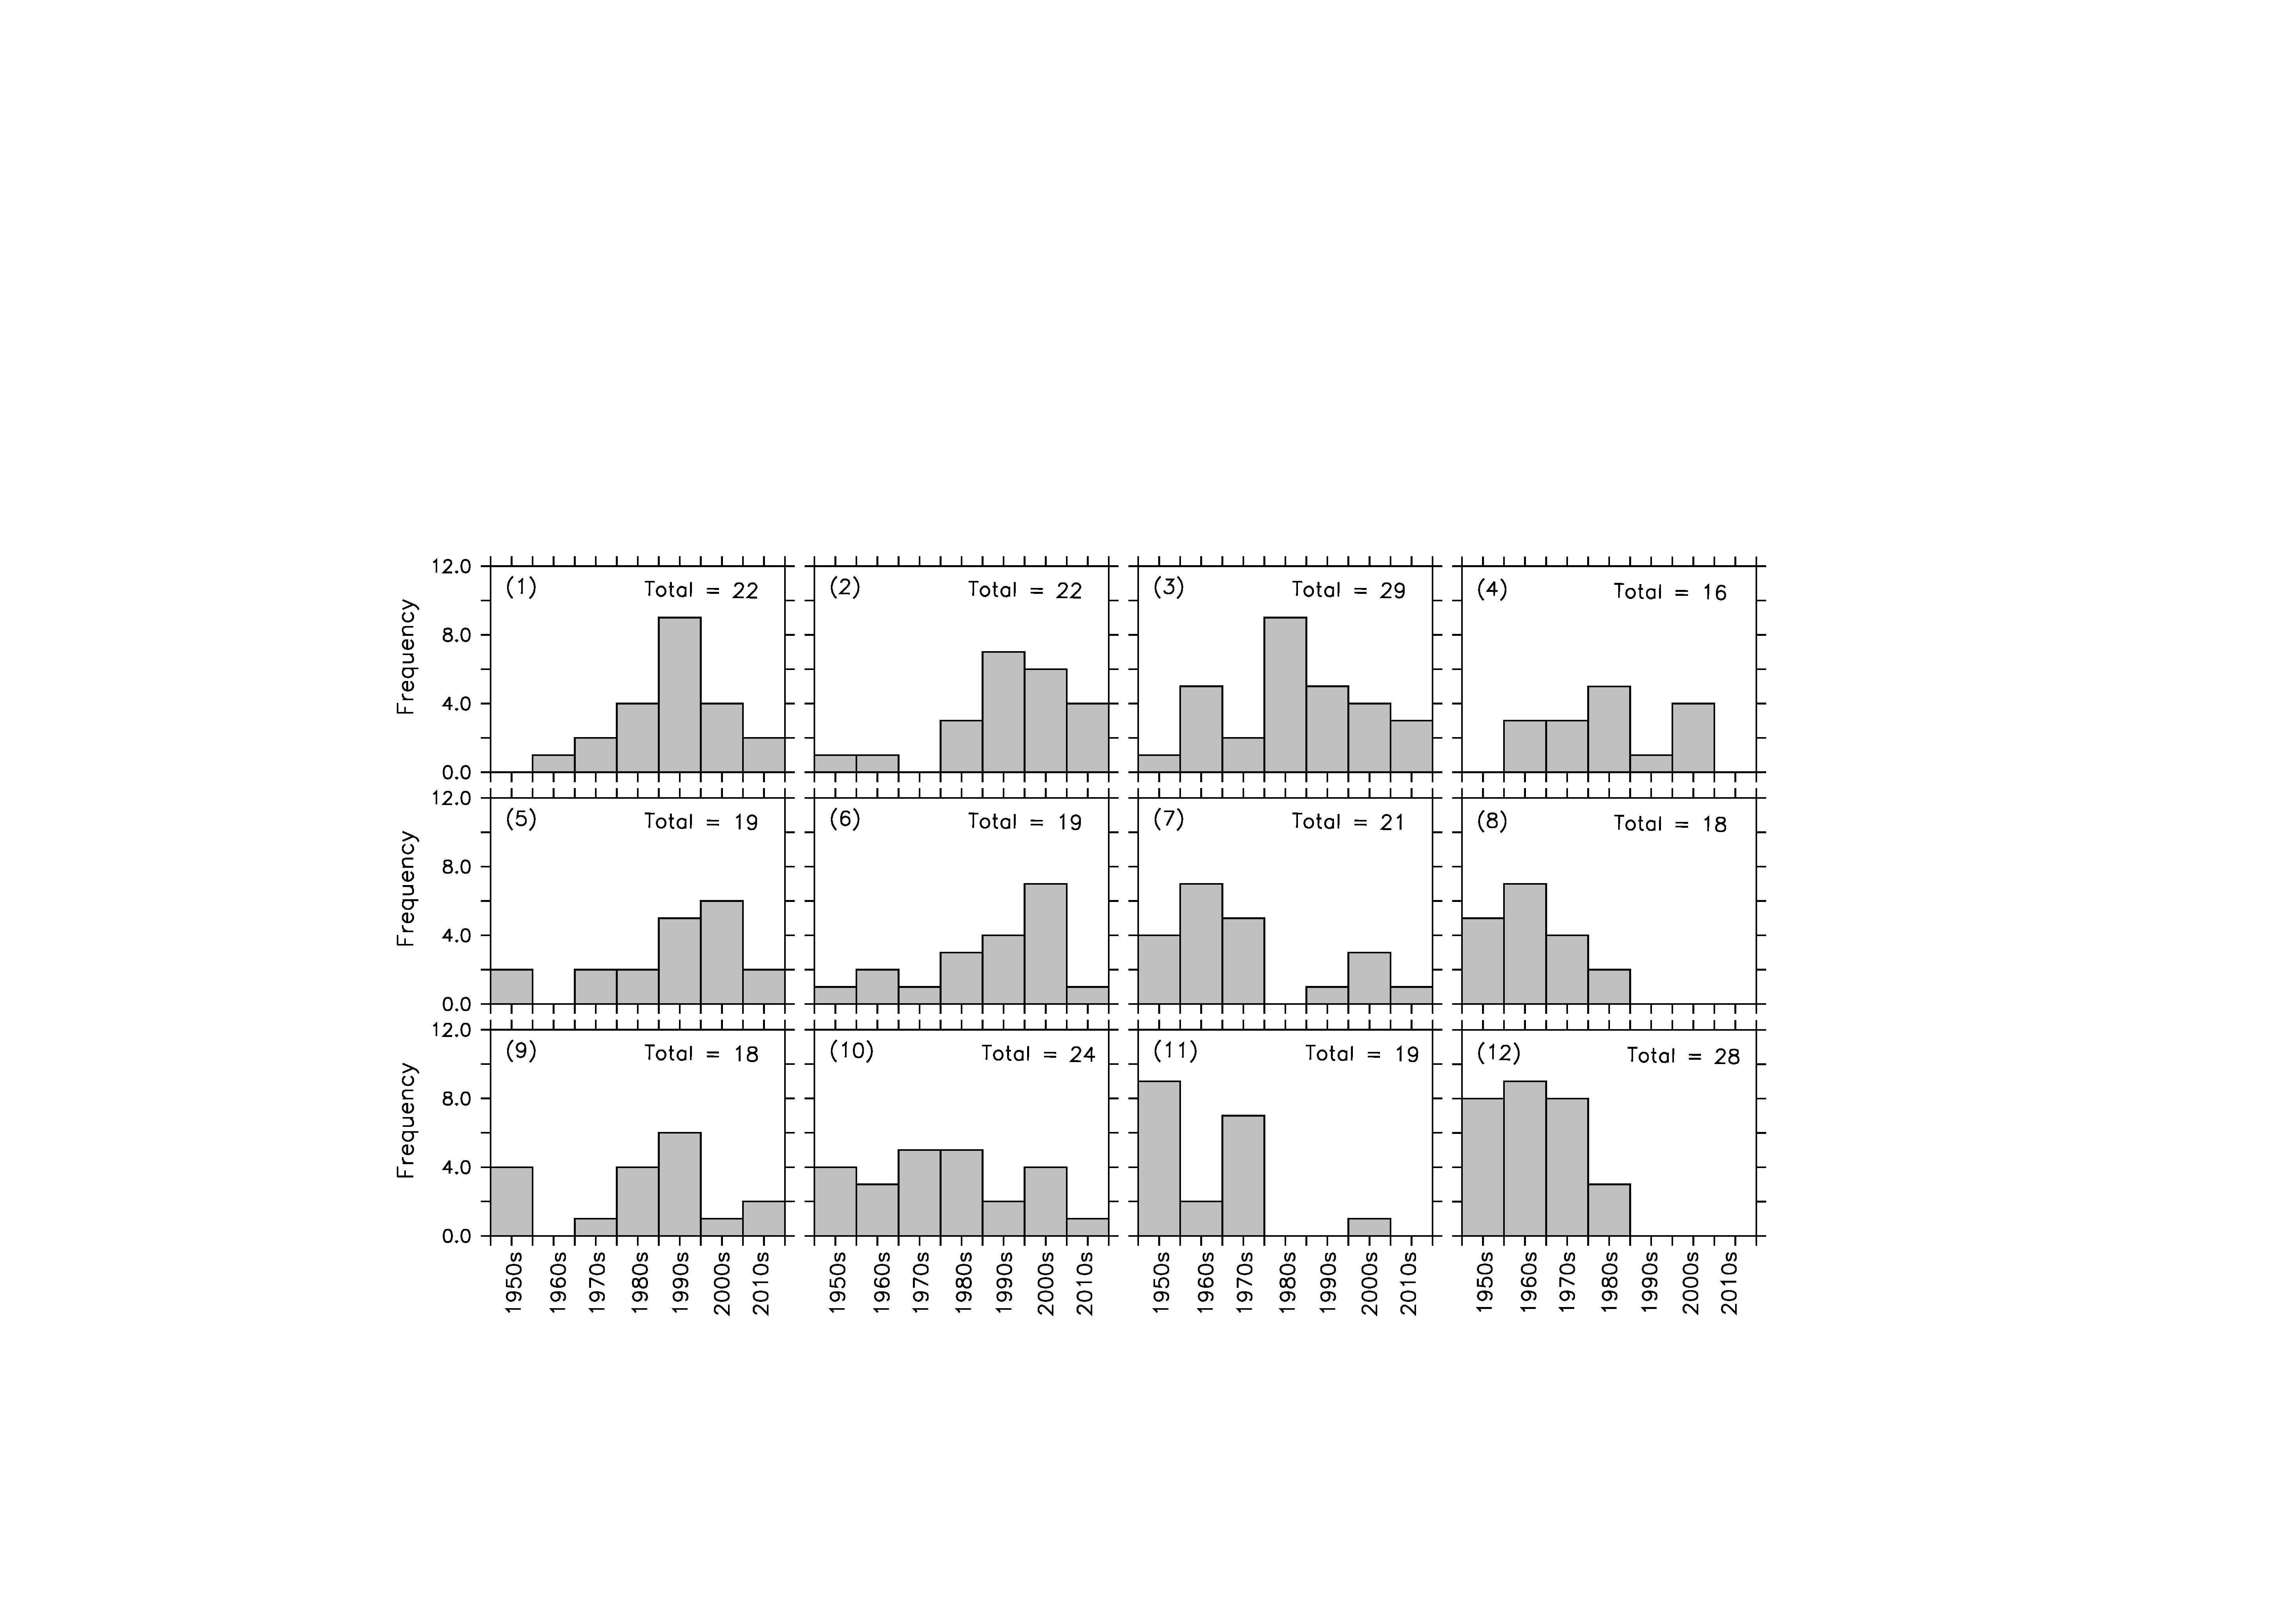 12.0
8.0
4.0
0.0
Frequency
(1) Total = 22
(2) Total = 22
(3) Total = 29
(4) Total = 16
12.0
8.0
4.0
0.0
Frequency
(5) Total = 19
(6) Total = 19
(7) Total = 21
(8) Total = 18
12.0
8.0
4.0
0.0
Frequency
(9) Total = 18
(10) Total = 24
(11) Total = 19
(12) Total = 28
1950s 1960s 1970s 1980s 1990s 2000s 2010s
1950s 1960s 1970s 1980s 1990s 2000s 2010s
1950s 1960s 1970s 1980s 1990s 2000s 2010s
1950s 1960s 1970s 1980s 1990s 2000s 2010s